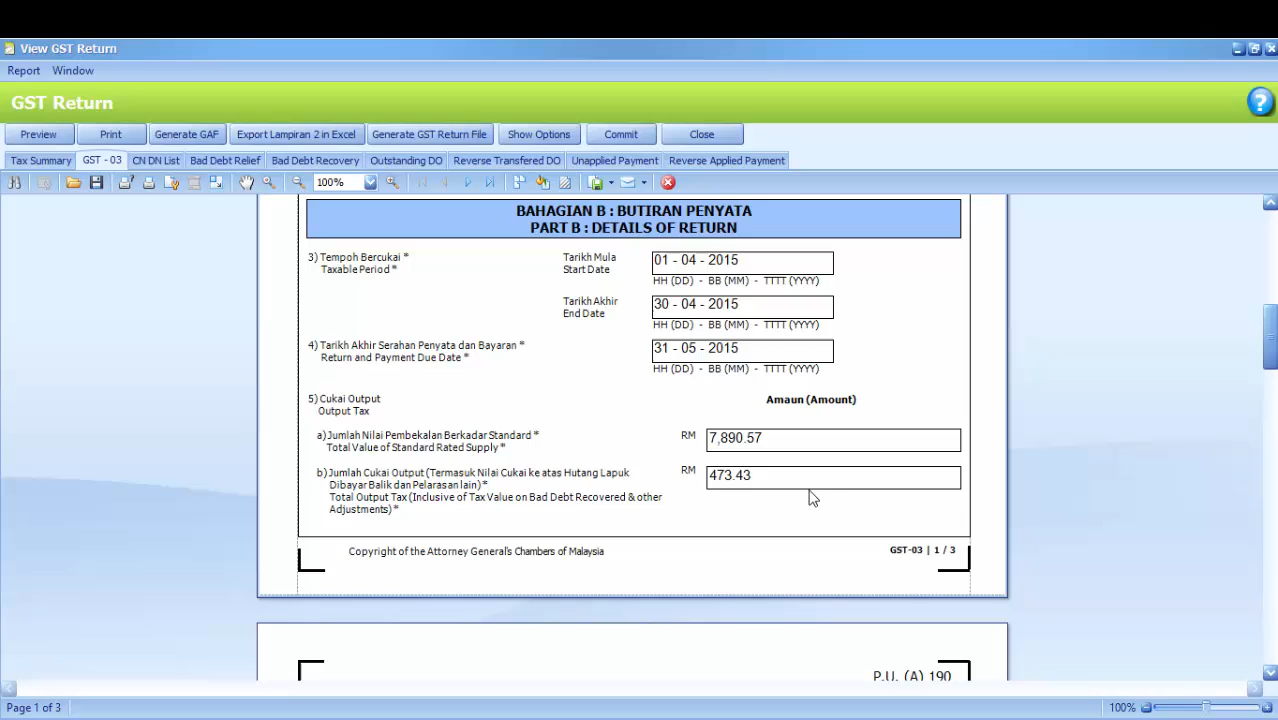 View GST Return
Report Window
GST Return
Preview Print Generate GAF Export Lampiran 2 in Excel Generate GST Return File Show Options Commit Close
Tax Summary GST - 03 CN DN List Bad Debt Relief Bad Debt Recovery Outstanding DO Reverse Transfered DO Unapplied Payment Reverse Applied Payment
100%
BAHAGIAN B : BUTIRAN PENYATA
PART B : DETAILS OF RETURN
3) Tempoh Bercukai * Tarikh Mula 01 - 04 - 2015
Taxable Period * Start Date
HH (DD) - BB (MM) - TTTT (YYYY)
Tarikh Akhir 30 - 04 - 2015
End Date
HH (DD) - BB (MM) - TTTT (YYYY)
4) Tarikh Akhir Serahan Penyata dan Bayaran * 31 - 05 - 2015
Return and Payment Due Date *
HH (DD) - BB (MM) - TTTT (YYYY)
5) Cukai Output Amaun (Amount)
Output Tax
a) Jumlah Nilai Pembekalan Berkadar Standard * RM 7,890.57
Total Value of Standard Rated Supply *
b) Jumlah Cukai Output (Termasuk Nilai Cukai ke atas Hutang Lapuk RM 473.43
Dibayar Balik dan Pelarasan lain) *
Total Output Tax (Inclusive of Tax Value on Bad Debt Recovered & other
Adjustments) *
Copyright of the Attorney General's Chambers of Malaysia GST-03 | 1 / 3
P.U. (A) 190
Page 1 of 3 100%